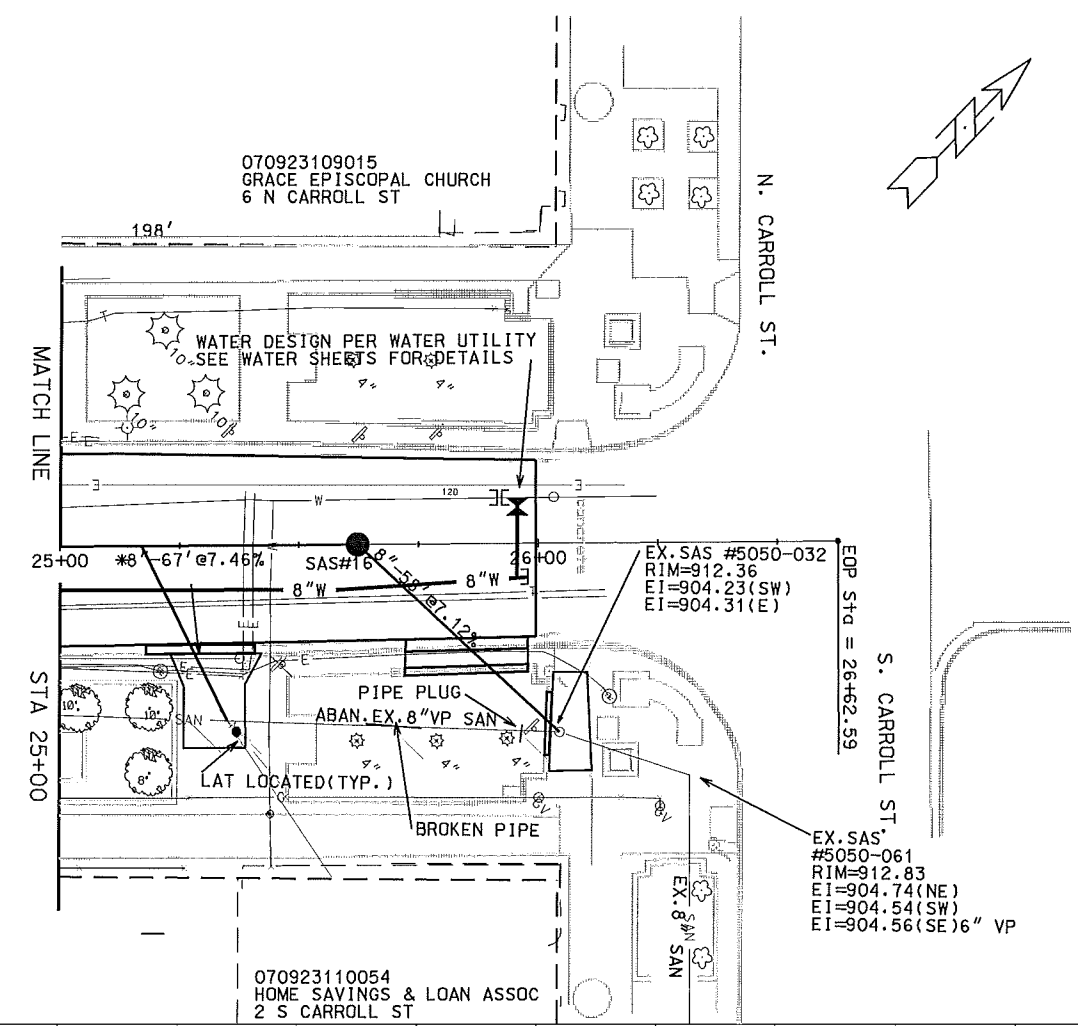 070923109015
GRACE EPISCOPAL CHURCH
6 N CARROLL ST
198'
N. CARROLL ST.
T
WATER DESIGN PER WATER UTILITY
SEE WATER SHEETS FOR DETAILS
10"
10"
10"
4"
4"
MATCH LINE
E
E
E
E
W
120
25+00
*8"-67' @7.46%
SAS#16
8"-58' @7.12%
26+00
8"W
8"W
EX.SAS #5050-032
RIM=912.36
EI=904.23(SW)
EI=904.31(E)
EOP Sta = 26+62.59
STA 25+00
E
E
10"
10"
8"
SAN
PIPE PLUG
ABAN.EX.8"VP SAN
4"
4"
4"
LAT LOCATED(TYP.)
BROKEN PIPE
S. CARROLL ST.
EX.SAS
#5050-061
RIM=912.83
EI=904.74(NE)
EI=904.54(SW)
EI=904.56(SE)6" VP
EX.8" SAN
SAN
070923110054
HOME SAVINGS & LOAN ASSOC
2 S CARROLL ST